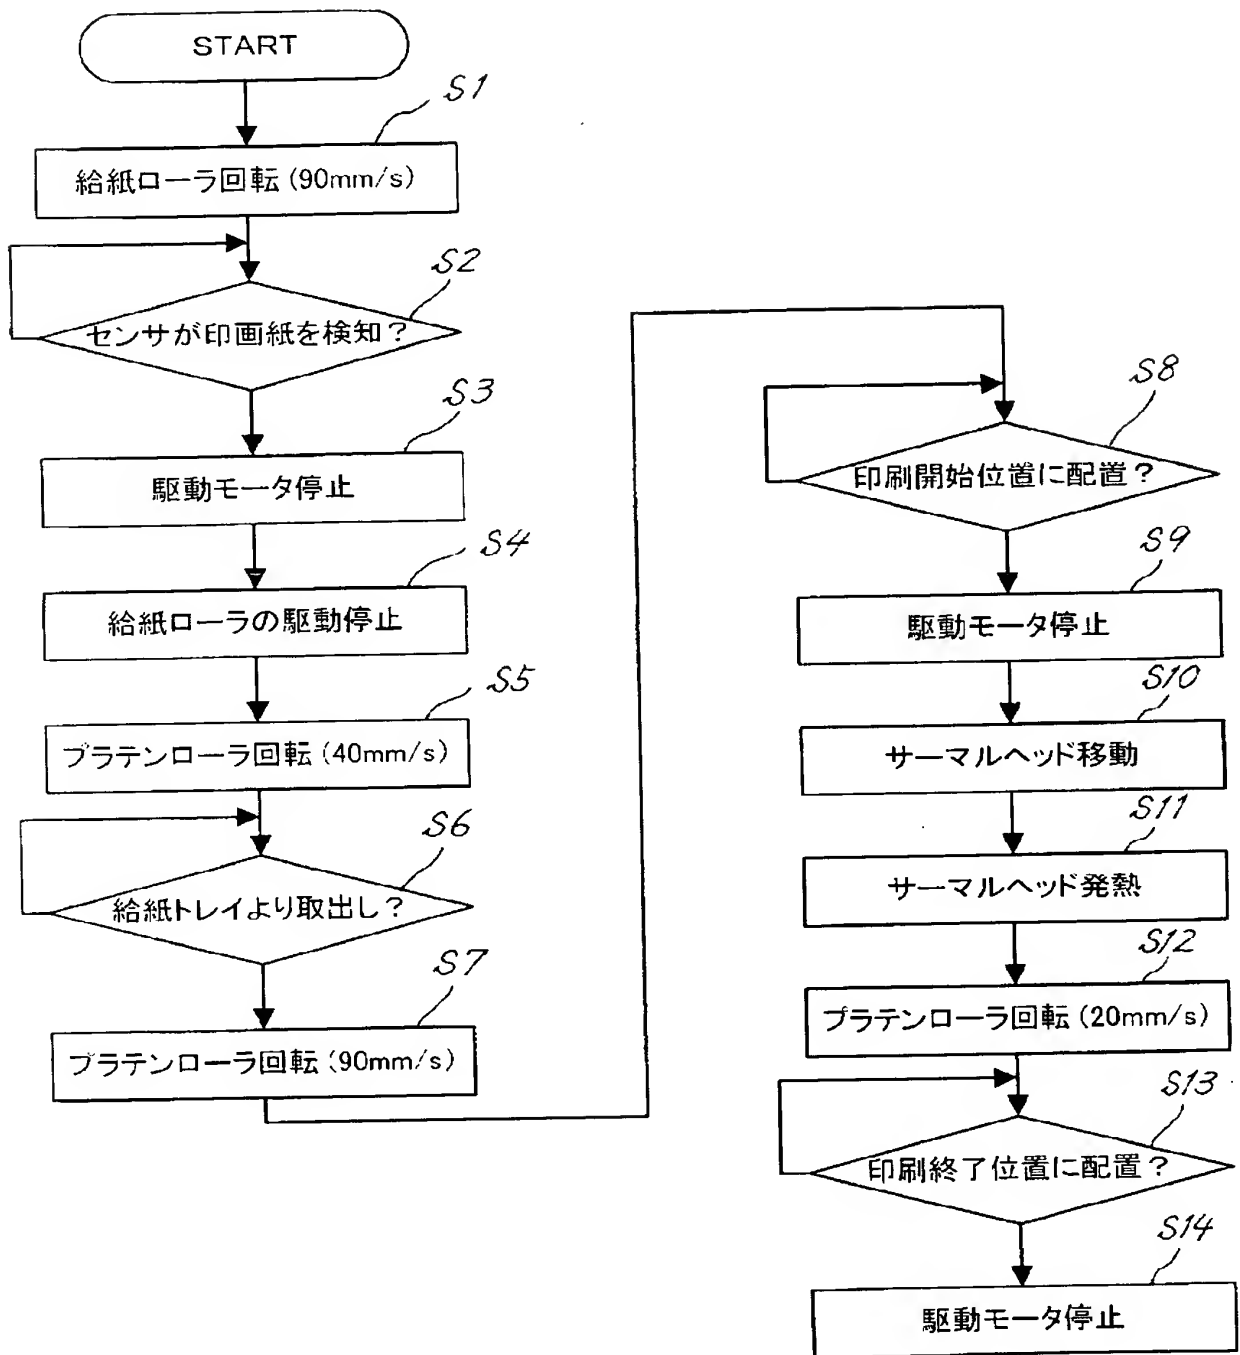 START
S1
給紙ローラ回転(90mm/s)
S2
センサが印画紙を検知?
S3
駆動モータ停止
S4
給紙ローラの駆動停止
S5
プラテンローラ回転(40mm/s)
S6
給紙トレイより取出し?
S7
プラテンローラ回転(90mm/s)
S8
印刷開始位置に配置?
S9
駆動モータ停止
S10
サーマルヘッド移動
S11
サーマルヘッド発熱
S12
プラテンローラ回転(20mm/s)
S13
印刷終了位置に配置?
S14
駆動モータ停止